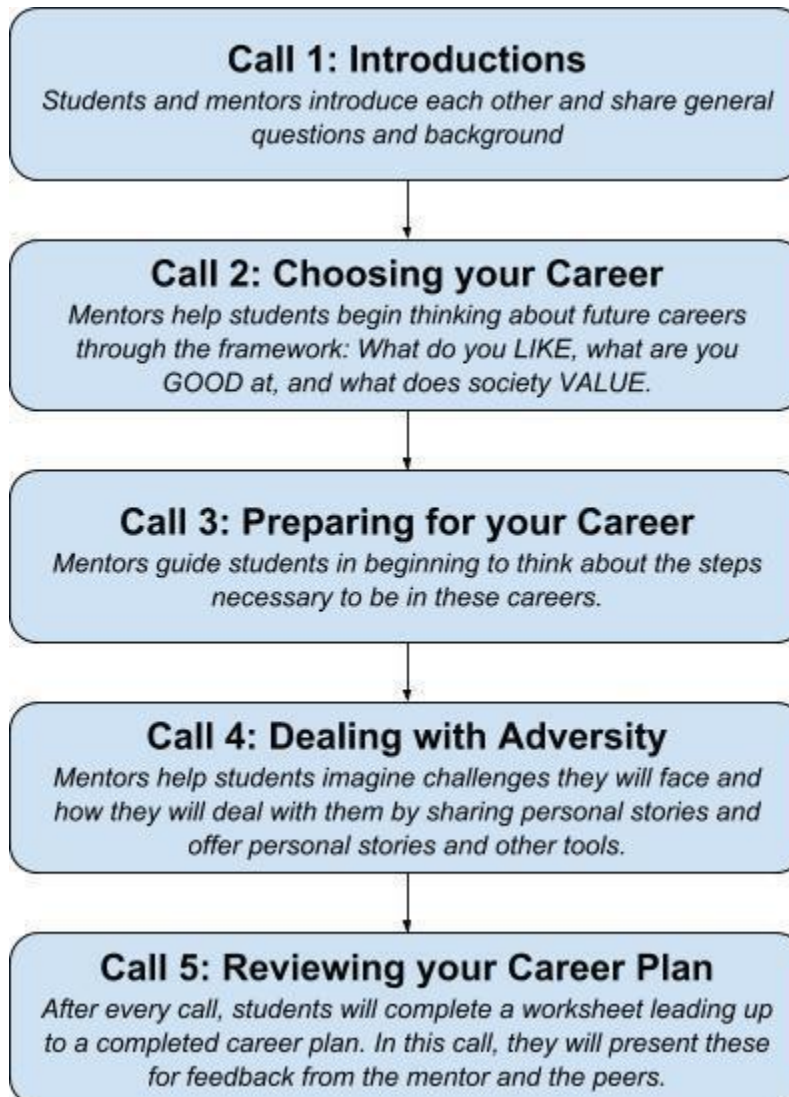 Call 1: Introductions
Students and mentors introduce each other and share general
questions and background
Call 2: Choosing your Career
Mentors help students begin thinking about future careers
through the framework: What do you LIKE, what are you
GOOD at, and what does society VALUE.
Call 3: Preparing for your Career
Mentors guide students in beginning to think about the steps
necessary to be in these careers.
Call 4: Dealing with Adversity
Mentors help students imagine challenges they will face and
how they will deal with them by sharing personal stories and
offer personal stories and other tools.
Call 5: Reviewing your Career Plan
After every call, students will complete a worksheet leading up
to a completed career plan. In this call, they will present these
for feedback from the mentor and the peers.